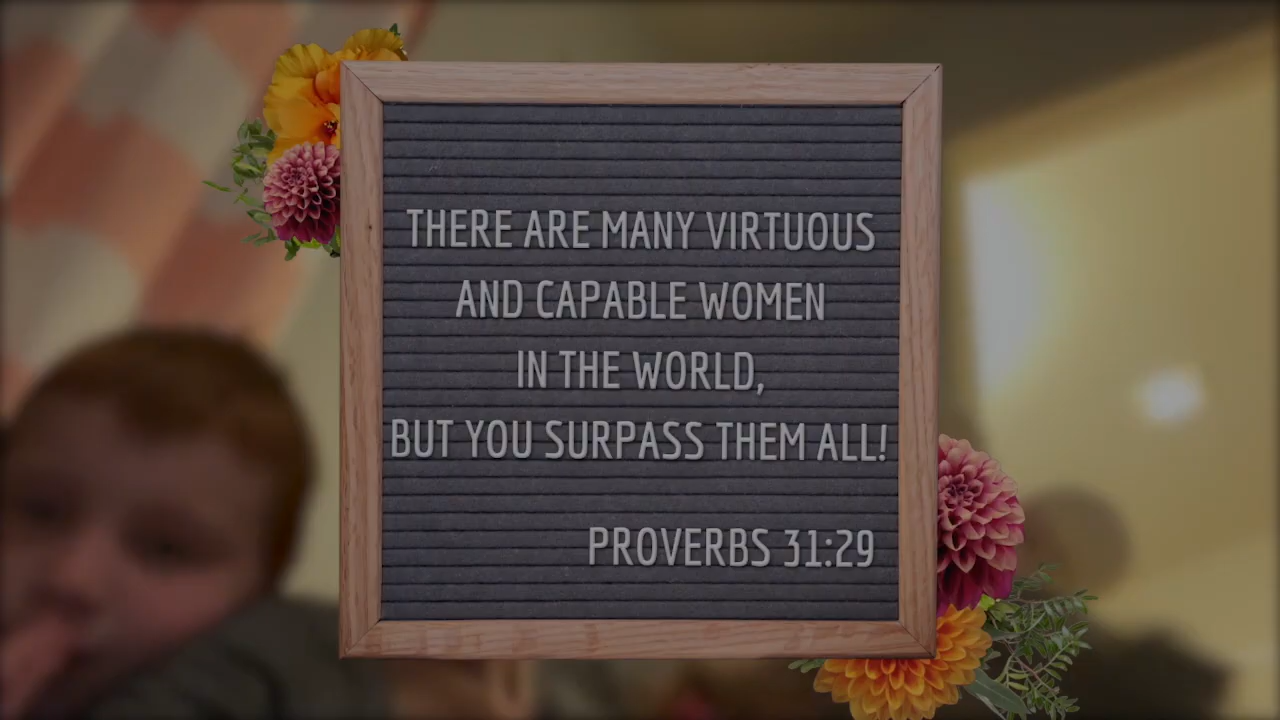 THERE ARE MANY VIRTUOUS
AND CAPABLE WOMEN
IN THE WORLD,
BUT YOU SURPASS THEM ALL!
PROVERBS 31:29